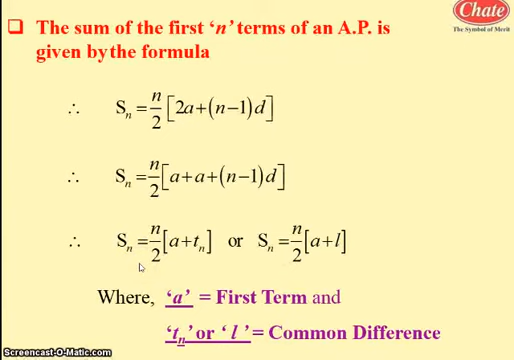 Chate
The Symbol of Merit
❑ The sum of the first ‘n’ terms of an A.P. is
given by the formula
∴ Sₙ = n/2 [2a+(n−1)d]
∴ Sₙ = n/2 [a+a+(n−1)d]
∴ Sₙ = n/2 [a+tₙ] or Sₙ = n/2 [a+l]
Where, ‘a’ = First Term and
‘tₙ’ or ‘l’ = Common Difference
Screencast-O-Matic.com